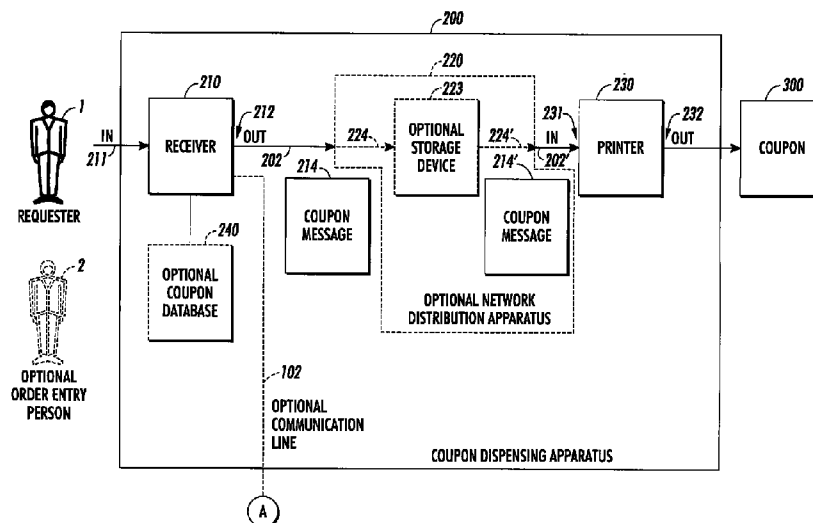 200
220
210
223
230
300
1
212
231
232
IN
211
RECEIVER
OUT
202
224
OPTIONAL
STORAGE
DEVICE
224'
IN
202'
PRINTER
OUT
COUPON
REQUESTER
214
COUPON
MESSAGE
214'
COUPON
MESSAGE
240
OPTIONAL
COUPON
DATABASE
2
OPTIONAL NETWORK
DISTRIBUTION APPARATUS
OPTIONAL
ORDER ENTRY
PERSON
102
OPTIONAL
COMMUNICATION
LINE
COUPON DISPENSING APPARATUS
A